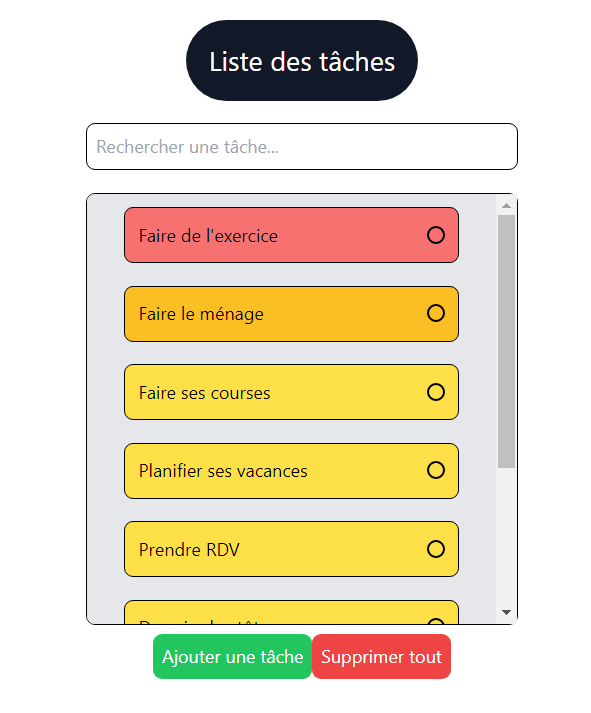 Liste des tâches
Rechercher une tâche...
Faire de l'exercice
Faire le ménage
Faire ses courses
Planifier ses vacances
Prendre RDV
Ajouter une tâche
Supprimer tout